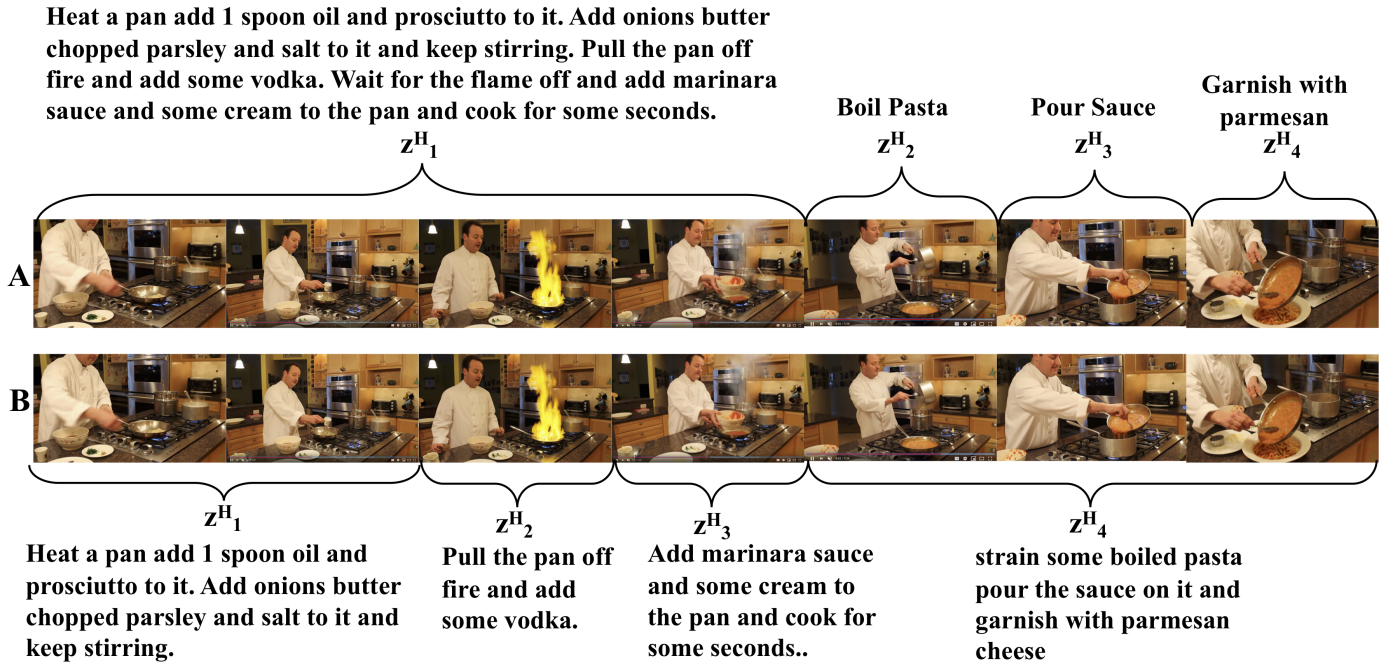 Heat a pan add 1 spoon oil and prosciutto to it. Add onions butter
chopped parsley and salt to it and keep stirring. Pull the pan off
fire and add some vodka. Wait for the flame off and add marinara
sauce and some cream to the pan and cook for some seconds.
zᴴ₁
Boil Pasta
zᴴ₂
Pour Sauce
zᴴ₃
Garnish with
parmesan
zᴴ₄
A
B
zᴴ₁
Heat a pan add 1 spoon oil and
prosciutto to it. Add onions butter
chopped parsley and salt to it and
keep stirring.
zᴴ₂
Pull the pan off
fire and add
some vodka.
zᴴ₃
Add marinara sauce
and some cream to
the pan and cook for
some seconds..
zᴴ₄
strain some boiled pasta
pour the sauce on it and
garnish with parmesan
cheese